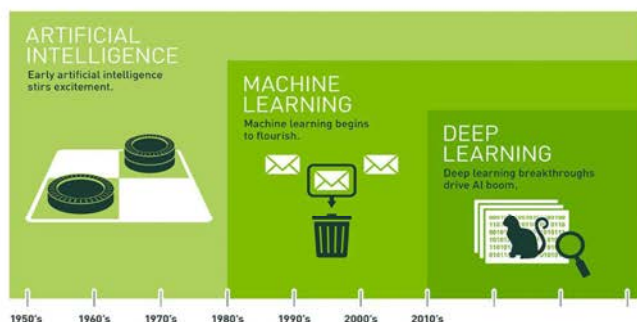 ARTIFICIAL
INTELLIGENCE
Early artificial intelligence
stirs excitement.
MACHINE
LEARNING
Machine learning begins
to flourish.
DEEP
LEARNING
Deep learning breakthroughs
drive AI boom.
1950's 1960's 1970's 1980's 1990's 2000's 2010's